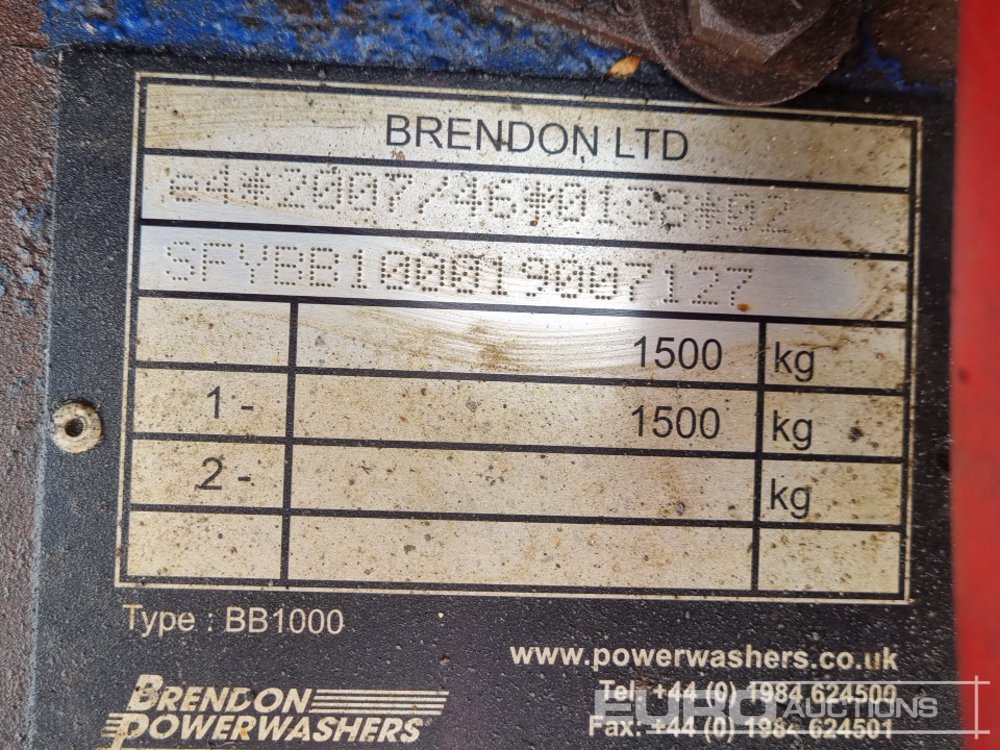 BRENDON LTD
e4*2007/46*0138*02
SFYBB100019007127
1500 kg
1 - 1500 kg
2 - kg
Type : BB1000
www.powerwashers.co.uk
Tel: +44 (0) 1984 624500
Fax: +44 (0) 1984 624501
BRENDON
POWERWASHERS
EURO AUCTIONS